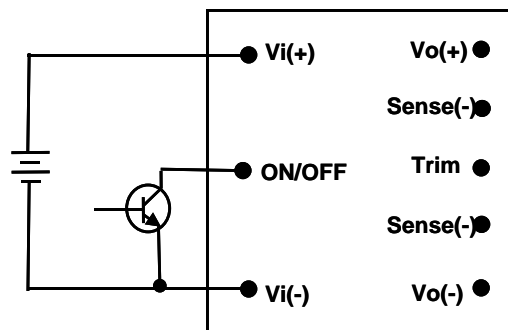 Vi(+) Vo(+)
Sense(-)
ON/OFF Trim
Sense(-)
Vi(-) Vo(-)